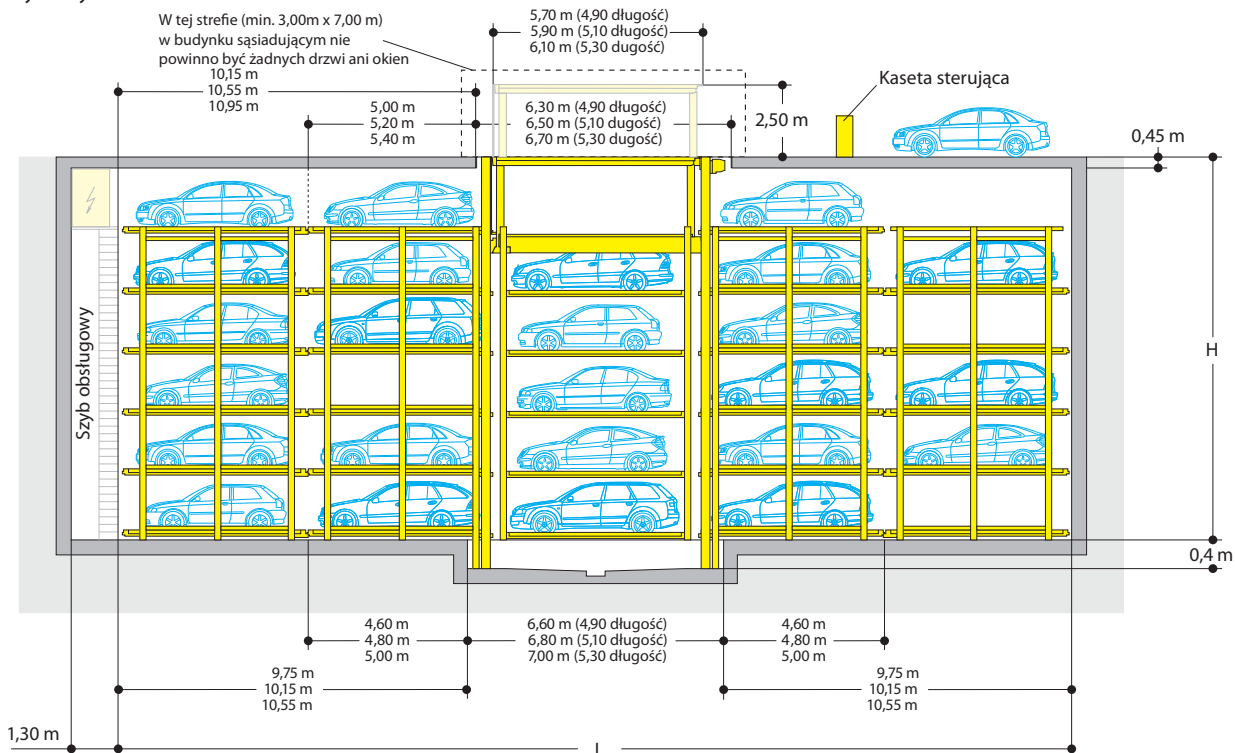 W tej strefie (min. 3,00m x 7,00 m)
w budynku sąsiadującym nie
powinno być żadnych drzwi ani okien
10,15 m
10,55 m
10,95 m
5,70 m (4,90 długość)
5,90 m (5,10 długość)
6,10 m (5,30 dugość)
5,00 m
5,20 m
5,40 m
6,30 m (4,90 długość)
6,50 m (5,10 dugość)
6,70 m (5,30 dugość)
2,50 m
Kaseta sterująca
0,45 m
Szyb obsługowy
H
0,4 m
4,60 m
4,80 m
5,00 m
6,60 m (4,90 długość)
6,80 m (5,10 długość)
7,00 m (5,30 długość)
4,60 m
4,80 m
5,00 m
9,75 m
10,15 m
10,55 m
9,75 m
10,15 m
10,55 m
1,30 m